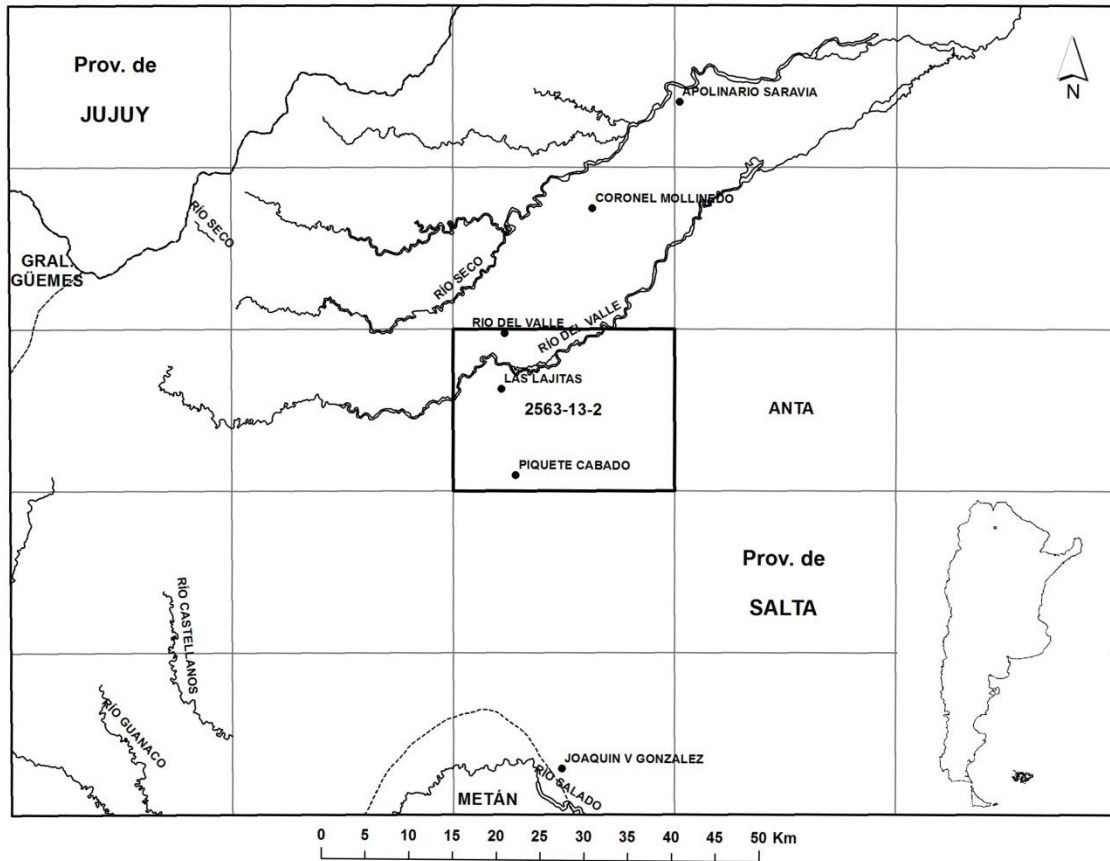 Prov. de
JUJUY
N
APOLINARIO SARAVIA
CORONEL MOLLINEDO
RÍO SECO
GRAL.
GÜEMES
RÍO SECO
RIO DEL VALLE
RÍO DEL VALLE
LAS LAJITAS
2563-13-2
ANTA
PIQUETE CABADO
Prov. de
SALTA
RÍO CASTELLANOS
RÍO GUANACO
JOAQUIN V GONZALEZ
RÍO SALADO
METÁN
0 5 10 15 20 25 30 35 40 45 50 Km